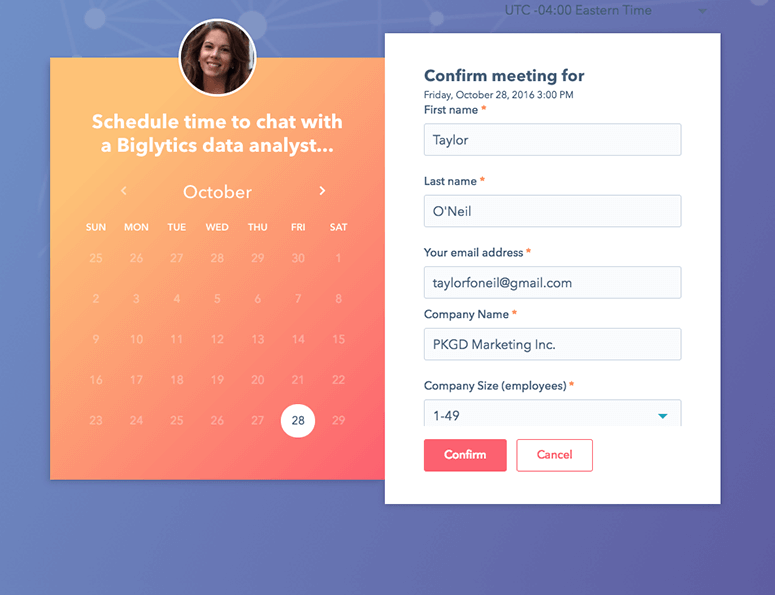 UTC -04:00 Eastern Time
Schedule time to chat with
a Biglytics data analyst...
October
SUN MON TUE WED THU FRI SAT
25 26 27 28 29 30 1
2 3 4 5 6 7 8
9 10 11 12 13 14 15
16 17 18 19 20 21 22
23 24 25 26 27 28 29
Confirm meeting for
Friday, October 28, 2016 3:00 PM
First name *
Taylor
Last name *
O'Neil
Your email address *
taylorfoneil@gmail.com
Company Name *
PKGD Marketing Inc.
Company Size (employees) *
1-49
Confirm Cancel